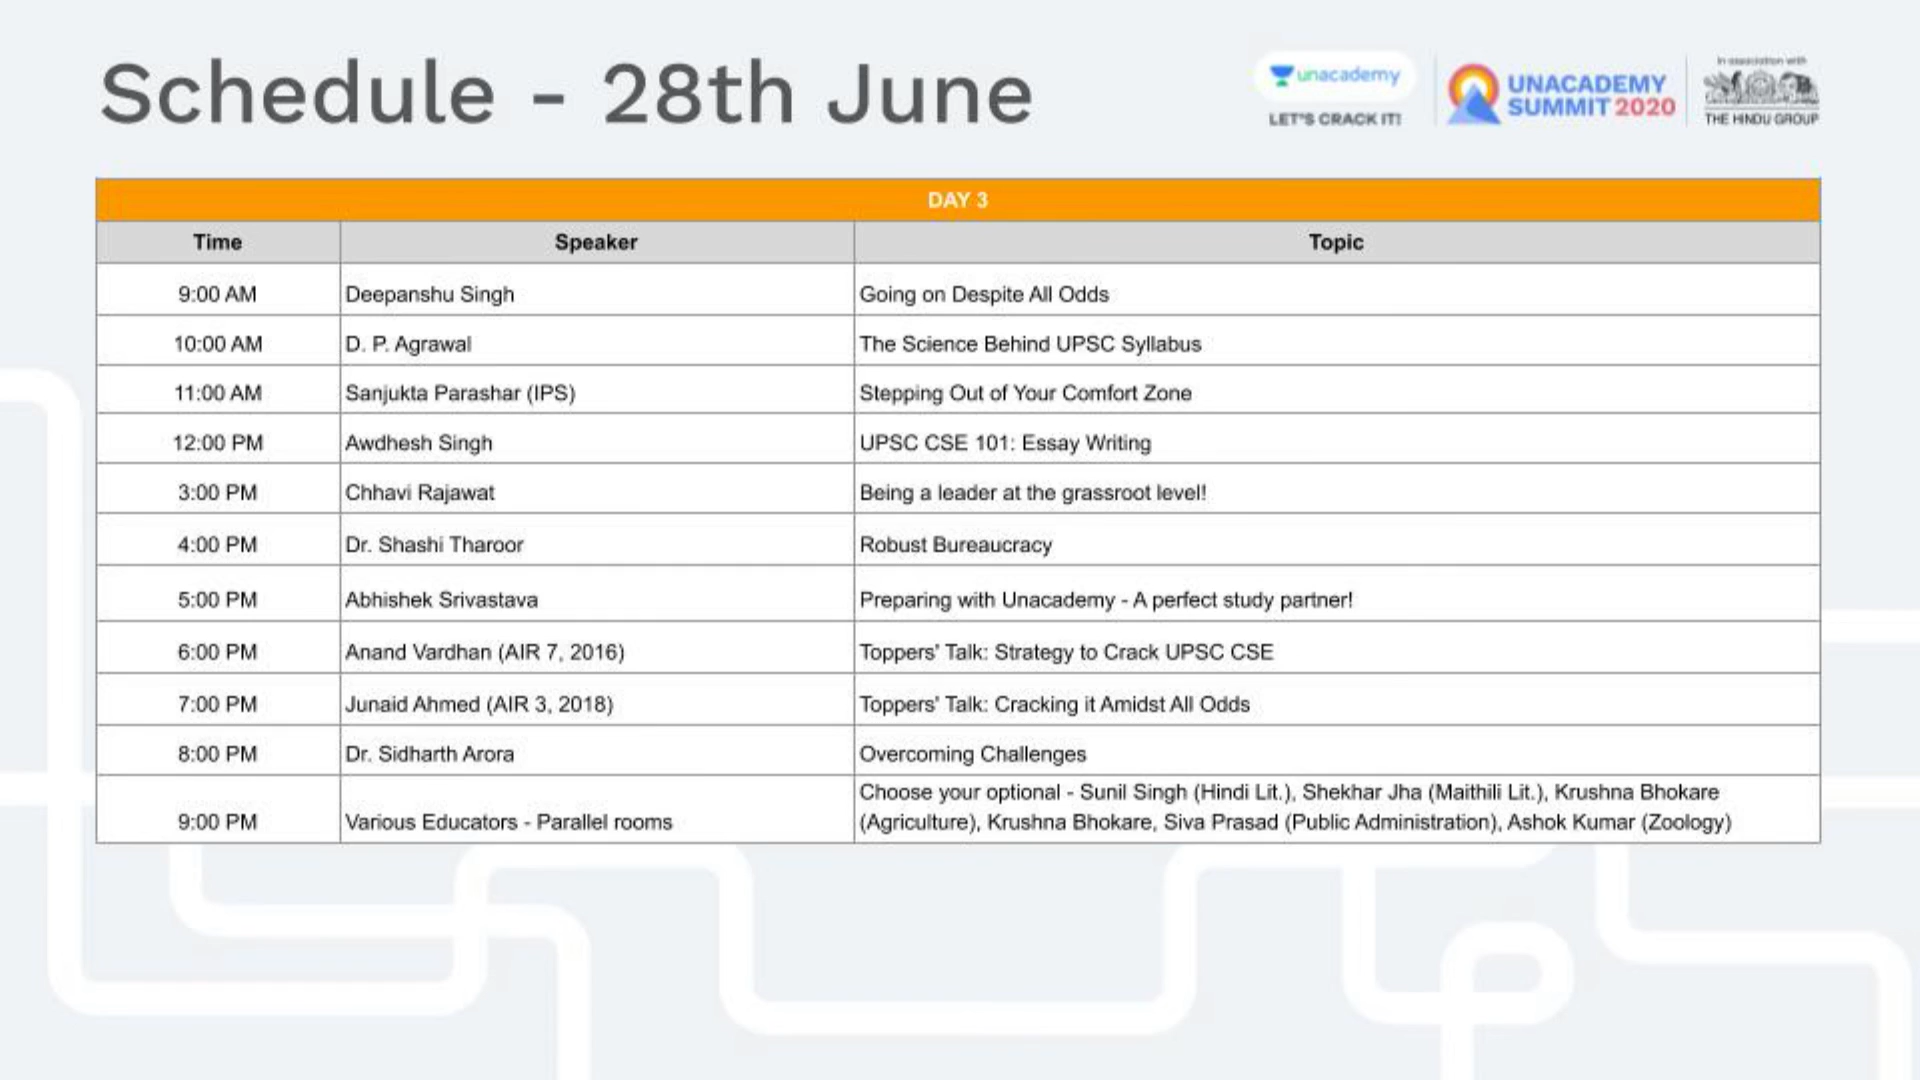 Schedule - 28th June
unacademy
LET'S CRACK IT!
UNACADEMY
SUMMIT 2020
In association with
THE HINDU GROUP
DAY 3
Time Speaker Topic
9:00 AM Deepanshu Singh Going on Despite All Odds
10:00 AM D. P. Agrawal The Science Behind UPSC Syllabus
11:00 AM Sanjukta Parashar (IPS) Stepping Out of Your Comfort Zone
12:00 PM Awdhesh Singh UPSC CSE 101: Essay Writing
3:00 PM Chhavi Rajawat Being a leader at the grassroot level!
4:00 PM Dr. Shashi Tharoor Robust Bureaucracy
5:00 PM Abhishek Srivastava Preparing with Unacademy - A perfect study partner!
6:00 PM Anand Vardhan (AIR 7, 2016) Toppers' Talk: Strategy to Crack UPSC CSE
7:00 PM Junaid Ahmed (AIR 3, 2018) Toppers' Talk: Cracking it Amidst All Odds
8:00 PM Dr. Sidharth Arora Overcoming Challenges
Choose your optional - Sunil Singh (Hindi Lit.), Shekhar Jha (Maithili Lit.), Krushna Bhokare
9:00 PM Various Educators - Parallel rooms (Agriculture), Krushna Bhokare, Siva Prasad (Public Administration), Ashok Kumar (Zoology)